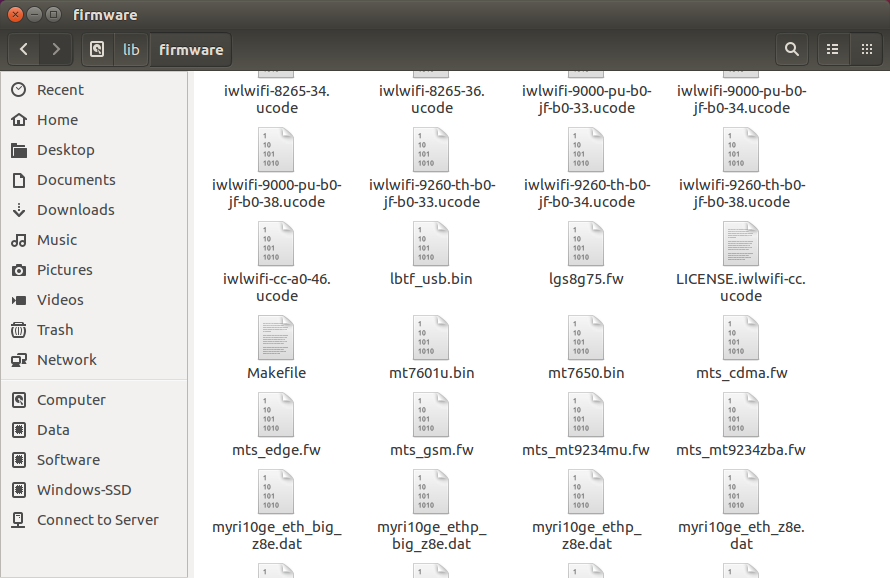 firmware
lib
firmware
Recent
Home
Desktop
Documents
Downloads
Music
Pictures
Videos
Trash
Network
Computer
Data
Software
Windows-SSD
Connect to Server
iwlwifi-8265-34.
ucode
iwlwifi-8265-36.
ucode
iwlwifi-9000-pu-b0-
jf-b0-33.ucode
iwlwifi-9000-pu-b0-
jf-b0-34.ucode
iwlwifi-9000-pu-b0-
jf-b0-38.ucode
iwlwifi-9260-th-b0-
jf-b0-33.ucode
iwlwifi-9260-th-b0-
jf-b0-34.ucode
iwlwifi-9260-th-b0-
jf-b0-38.ucode
iwlwifi-cc-a0-46.
ucode
lbtf_usb.bin
lgs8g75.fw
LICENSE.iwlwifi-cc.
ucode
Makefile
mt7601u.bin
mt7650.bin
mts_cdma.fw
mts_edge.fw
mts_gsm.fw
mts_mt9234mu.fw
mts_mt9234zba.fw
myri10ge_eth_big_
z8e.dat
myri10ge_ethp_
big_z8e.dat
myri10ge_ethp_
z8e.dat
myri10ge_eth_z8e.
dat